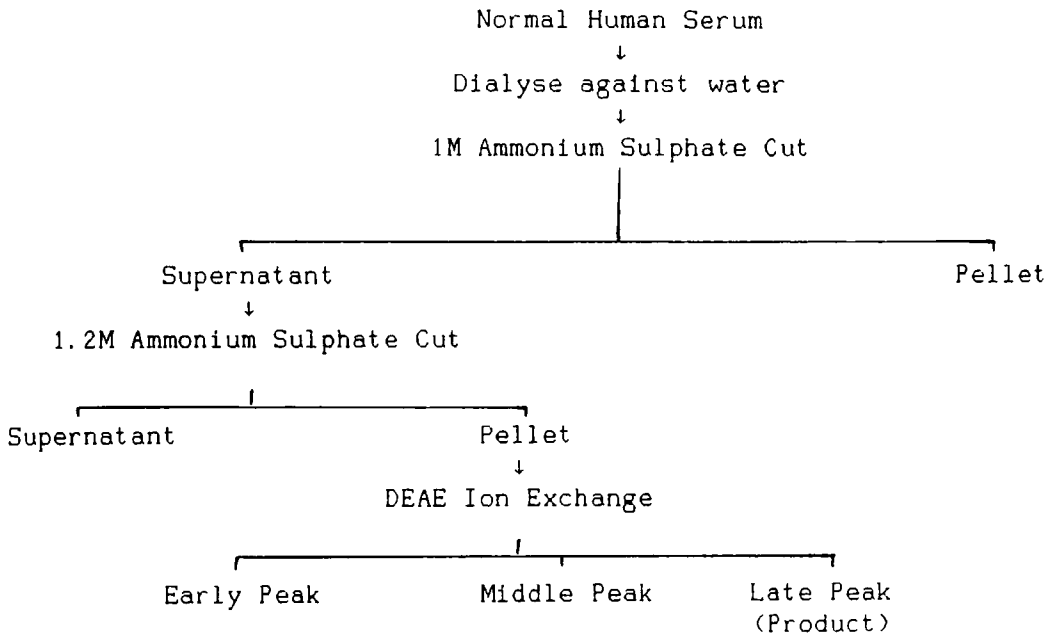 Normal Human Serum
↓
Dialyse against water
↓
1M Ammonium Sulphate Cut
Supernatant Pellet
↓
1.2M Ammonium Sulphate Cut
Supernatant Pellet
↓
DEAE Ion Exchange
Early Peak Middle Peak Late Peak
(Product)